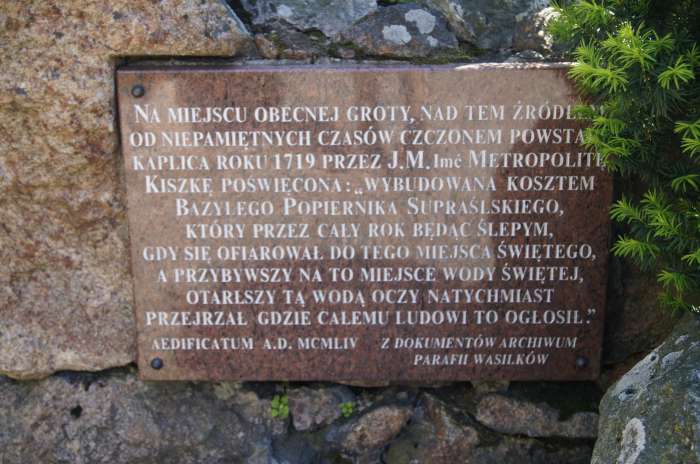 NA MIEJSCU OBECNEJ GROTY, NAD TEM ŹRÓDŁEM
OD NIEPAMIĘTNYCH CZASÓW CZCZONEM POWSTAŁA
KAPLICA ROKU 1719 PRZEZ J.M. Imć METROPOLITĘ
KISZKĘ POŚWIĘCONA: „WYBUDOWANA KOSZTEM
BAZYLEGO POPIERNIKA SUPRAŚLSKIEGO,
KTÓRY PRZEZ CAŁY ROK BĘDĄC ŚLEPYM,
GDY SIĘ OFIAROWAŁ DO TEGO MIEJSCA ŚWIĘTEGO,
A PRZYBYWSZY NA TO MIEJSCE WODY ŚWIĘTEJ,
OTARŁSZY TĄ WODĄ OCZY NATYCHMIAST
PRZEJRZAŁ GDZIE CAŁEMU LUDOWI TO OGŁOSIŁ."
AEDIFICATUM A.D. MCMLIV Z DOKUMENTÓW ARCHIWUM
PARAFII WASILKÓW